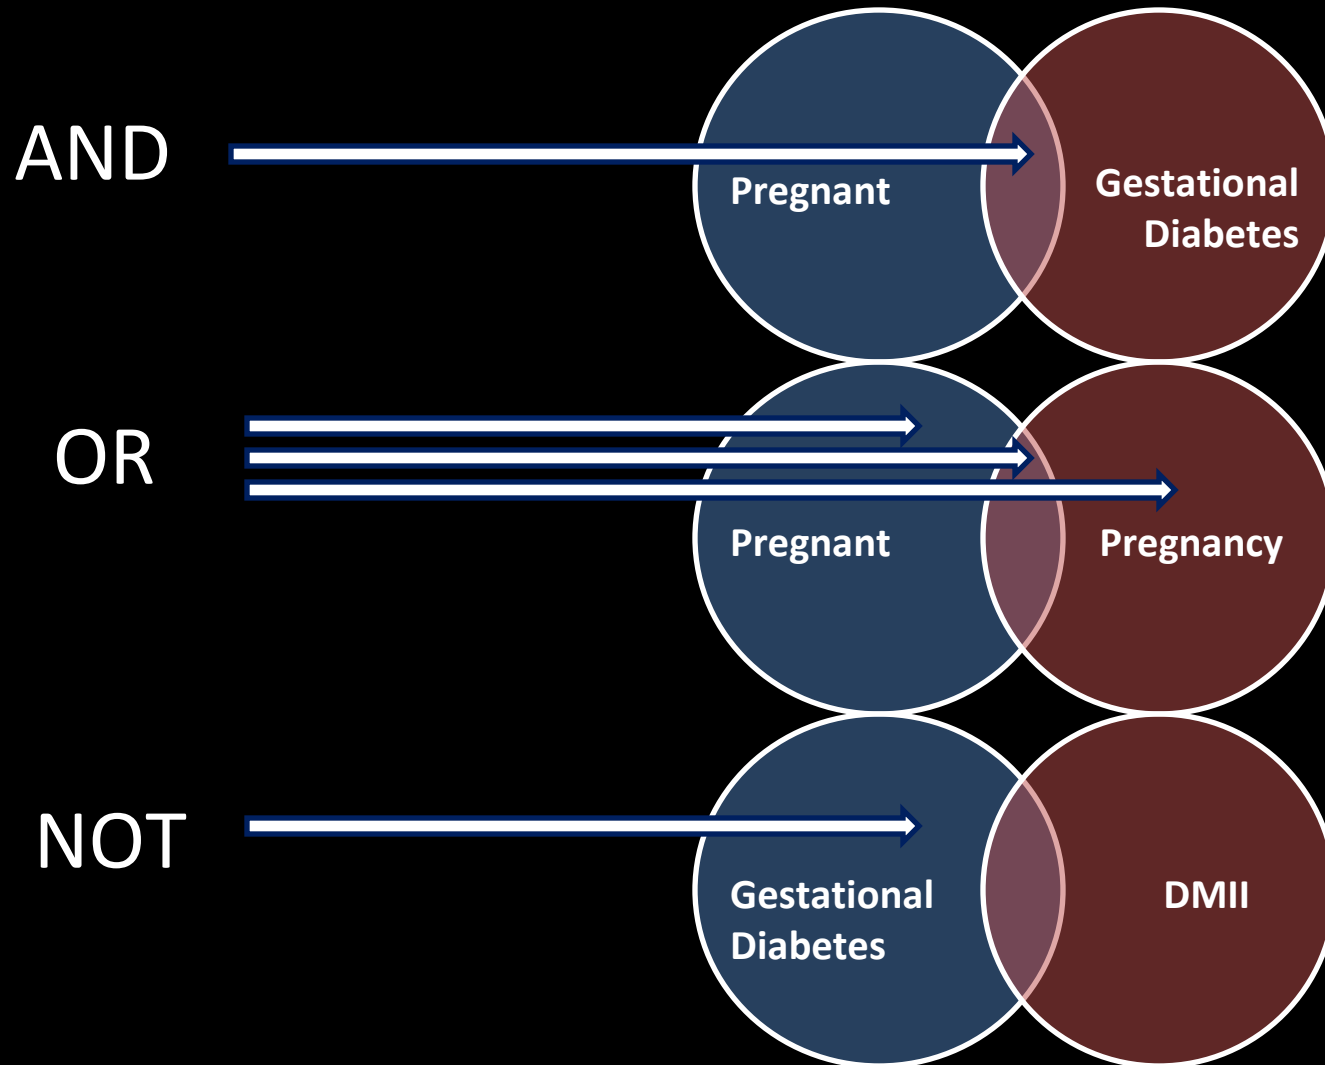 AND
Pregnant
Gestational
Diabetes
OR
Pregnant
Pregnancy
NOT
Gestational
Diabetes
DMII